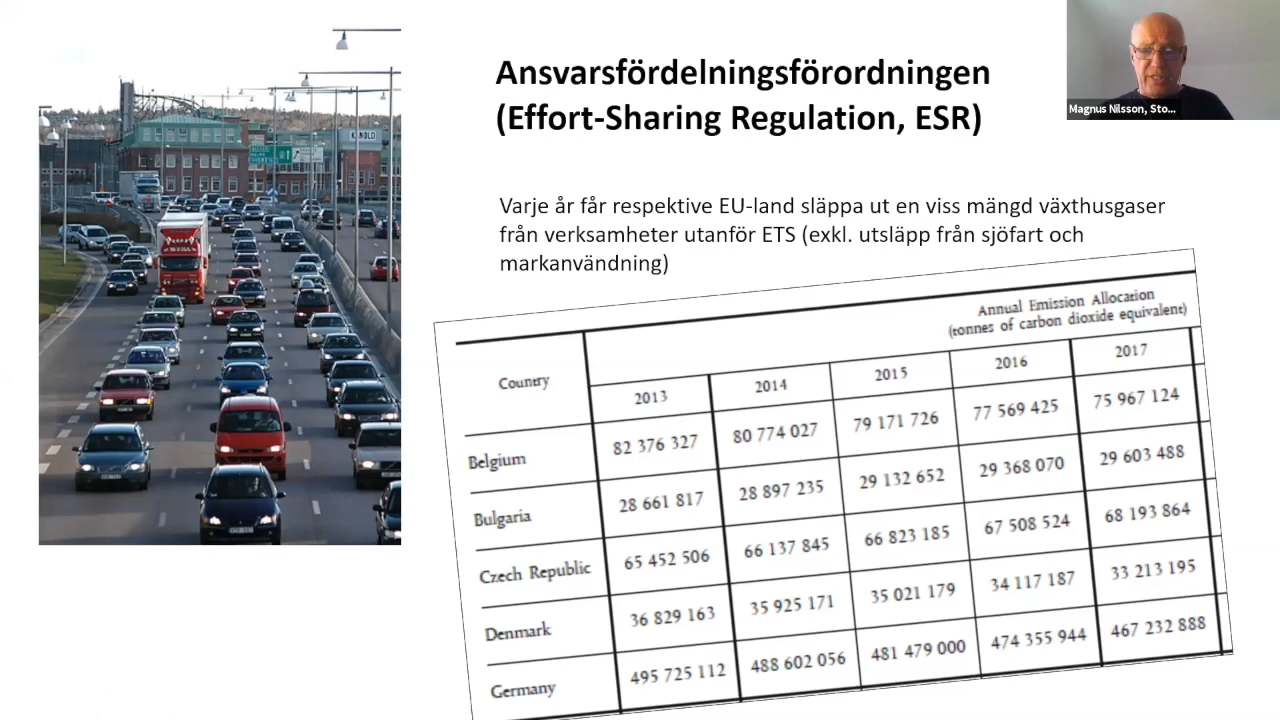 Ansvarsfördelningsförordningen
(Effort-Sharing Regulation, ESR)
Magnus Nilsson, Sto...
Varje år får respektive EU-land släppa ut en viss mängd växthusgaser
från verksamheter utanför ETS (exkl. utsläpp från sjöfart och
markanvändning)
Annual Emission Allocation
(tonnes of carbon dioxide equivalent)
Country 2013 2014 2015 2016 2017
Belgium 82 376 327 80 774 027 79 171 726 77 569 425 75 967 124
Bulgaria 28 661 817 28 897 235 29 132 652 29 368 070 29 603 488
Czech Republic 65 452 506 66 137 845 66 823 185 67 508 524 68 193 864
Denmark 36 829 163 35 925 171 35 021 179 34 117 187 33 213 195
Germany 495 725 112 488 602 056 481 479 000 474 355 944 467 232 888